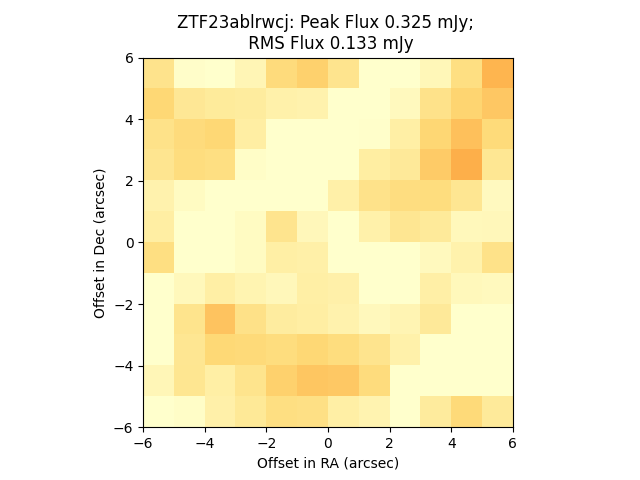 ZTF23ablrwcj: Peak Flux 0.325 mJy;
RMS Flux 0.133 mJy
6
4
2
0
−2
−4
−6
Offset in Dec (arcsec)
−6 −4 −2 0 2 4 6
Offset in RA (arcsec)